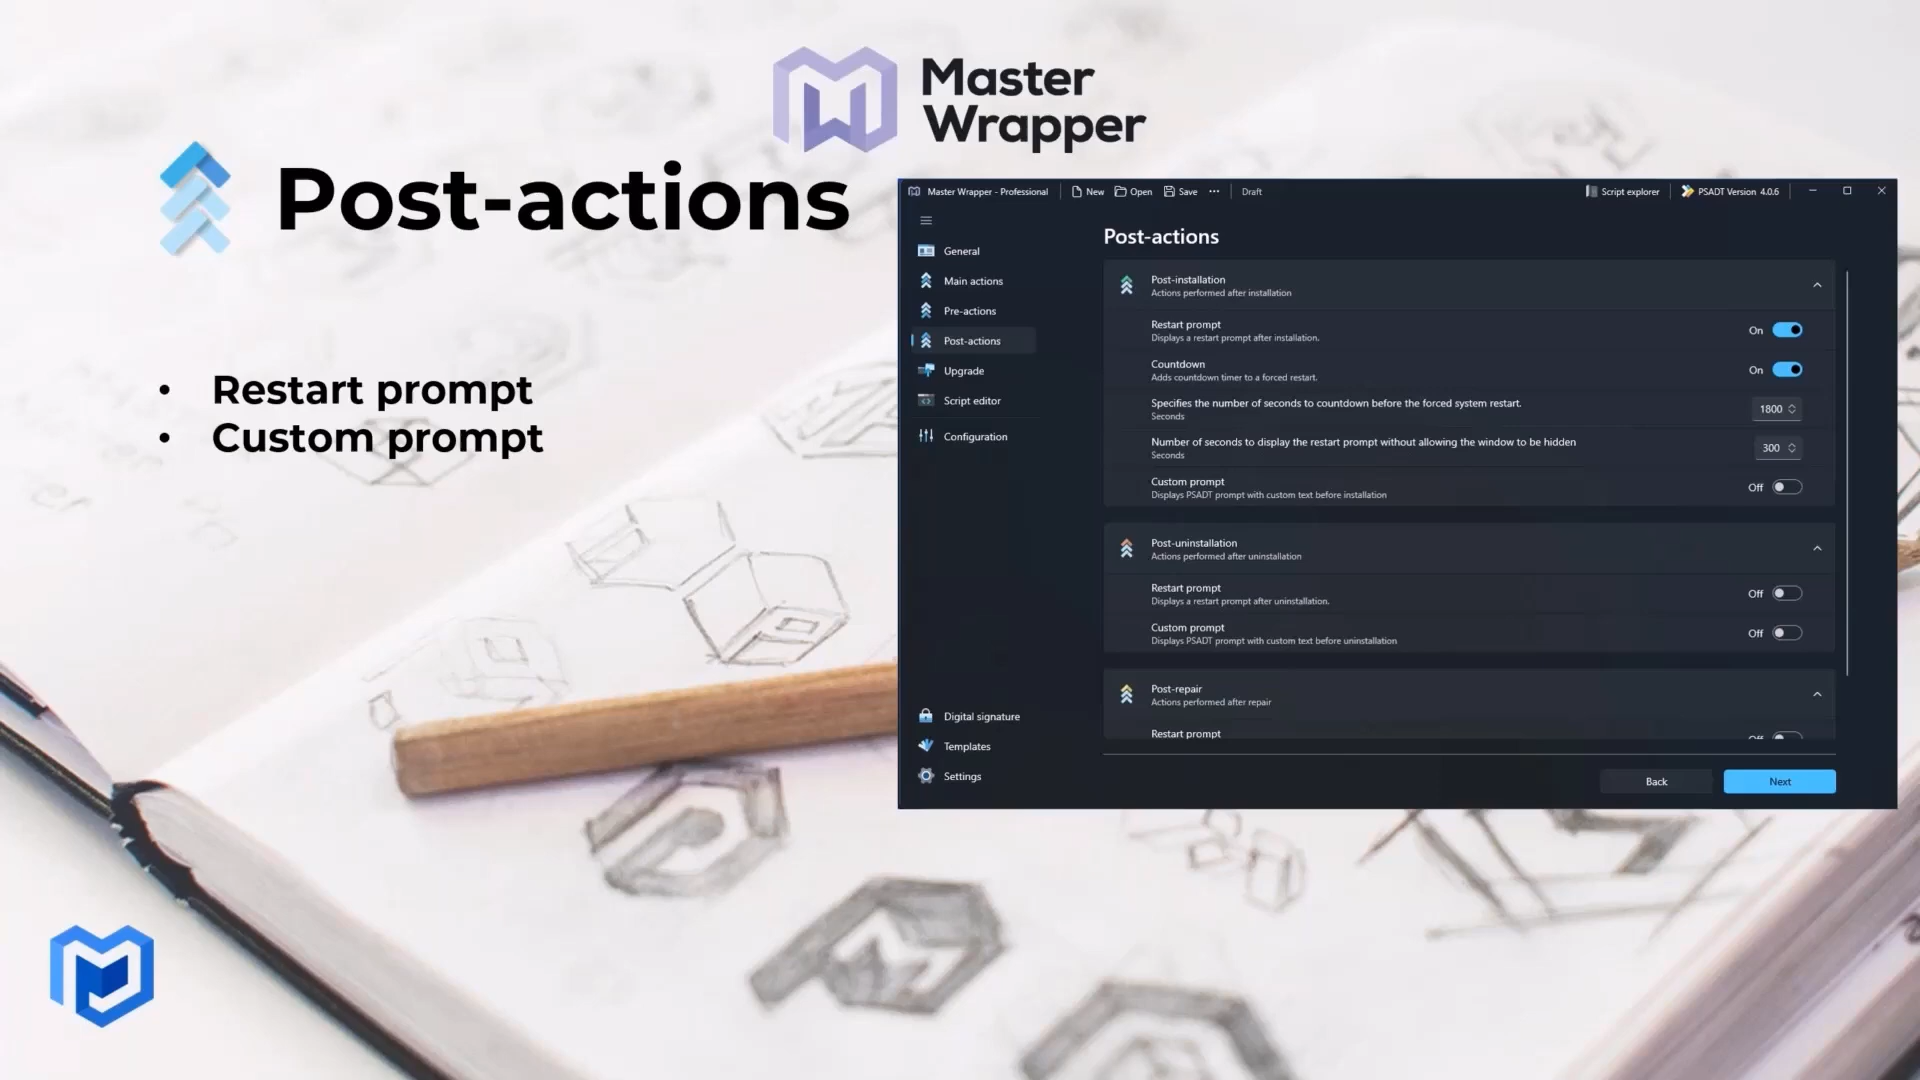 Master
Wrapper
Post-actions
• Restart prompt
• Custom prompt
Master Wrapper - Professional
New
Open
Save
Draft
Script explorer
PSADT Version 4.0.6
General
Main actions
Pre-actions
Post-actions
Upgrade
Script editor
Configuration
Digital signature
Templates
Settings
Post-actions
Post-installation
Actions performed after installation
Restart prompt
Displays a restart prompt after installation.
On
Countdown
Adds countdown timer to a forced restart.
On
Specifies the number of seconds to countdown before the forced system restart.
Seconds
1800
Number of seconds to display the restart prompt without allowing the window to be hidden
Seconds
300
Custom prompt
Displays PSADT prompt with custom text before installation
Off
Post-uninstallation
Actions performed after uninstallation
Restart prompt
Displays a restart prompt after uninstallation.
Off
Custom prompt
Displays PSADT prompt with custom text before uninstallation
Off
Post-repair
Actions performed after repair
Restart prompt
Off
Back
Next